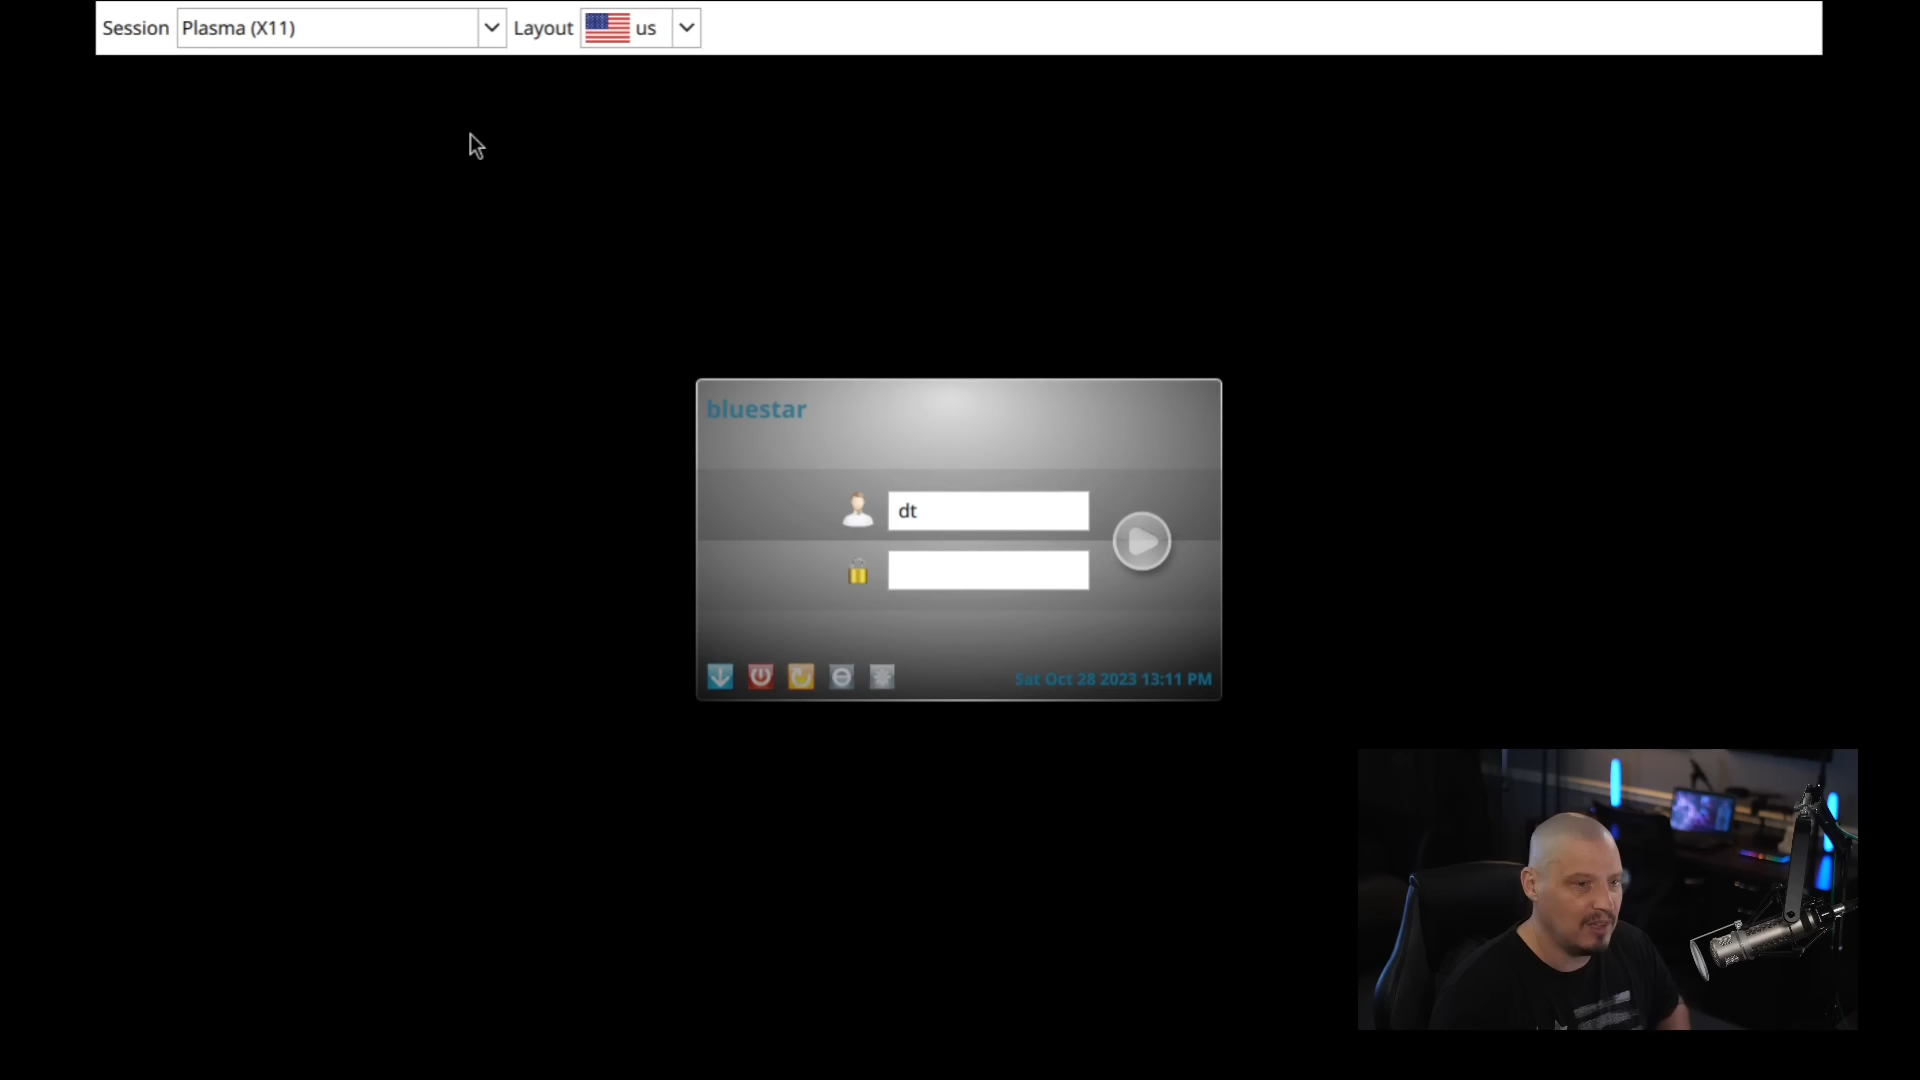 Session Plasma (X11) Layout us
bluestar
dt
Sat Oct 28 2023 13:11 PM